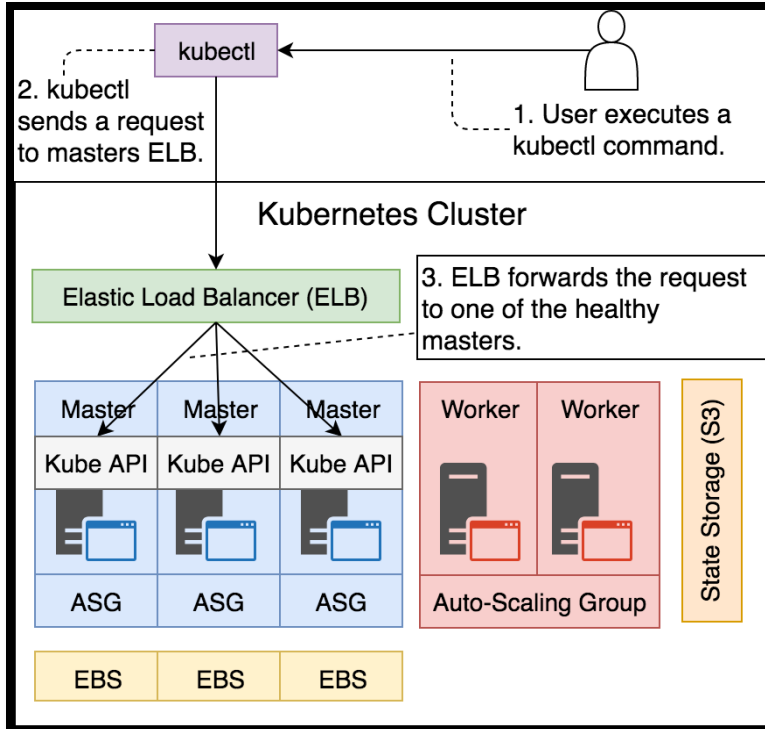 kubectl
2. kubectl
sends a request
to masters ELB.
1. User executes a
kubectl command.
Kubernetes Cluster
Elastic Load Balancer (ELB)
3. ELB forwards the request
to one of the healthy
masters.
Master Master Master
Kube API Kube API Kube API
ASG ASG ASG
EBS EBS EBS
Worker Worker
Auto-Scaling Group
State Storage (S3)